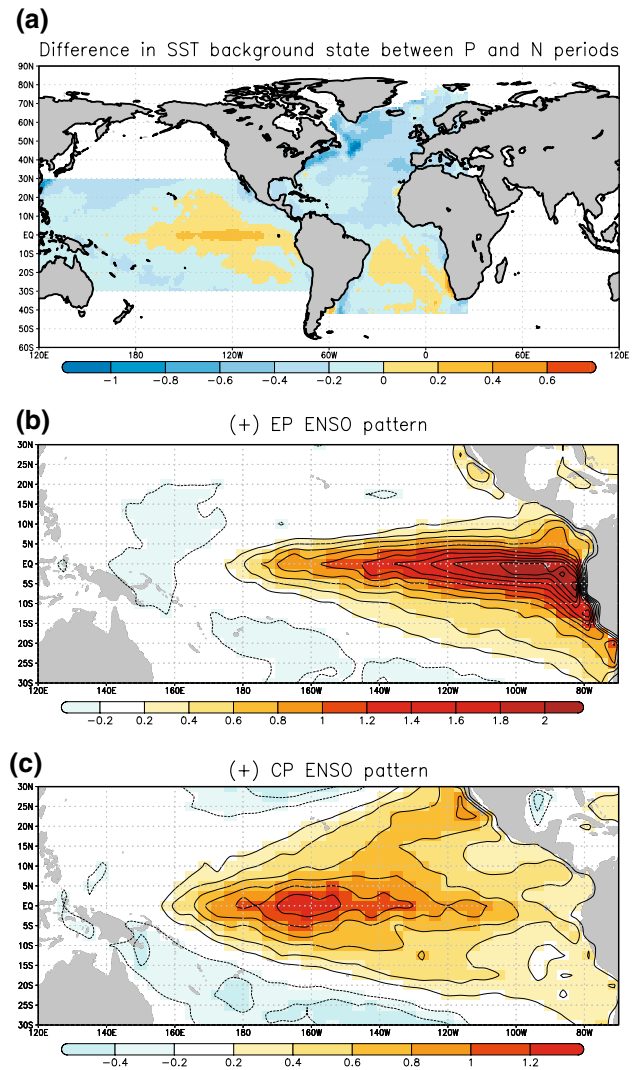 (a)
Difference in SST background state between P and N periods
90N
80N
70N
60N
50N
40N
30N
20N
10N
EQ
10S
20S
30S
40S
50S
60S
120E 180 120W 60W 0 60E 120E
-1 -0.8 -0.6 -0.4 -0.2 0 0.2 0.4 0.6
(b)
(+) EP ENSO pattern
30N
25N
20N
15N
10N
5N
EQ
5S
10S
15S
20S
25S
30S
120E 140E 160E 180 160W 140W 120W 100W 80W
-0.2 0.2 0.4 0.6 0.8 1 1.2 1.4 1.6 1.8 2
(c)
(+) CP ENSO pattern
30N
25N
20N
15N
10N
5N
EQ
5S
10S
15S
20S
25S
30S
120E 140E 160E 180 160W 140W 120W 100W 80W
-0.4 -0.2 0.2 0.4 0.6 0.8 1 1.2